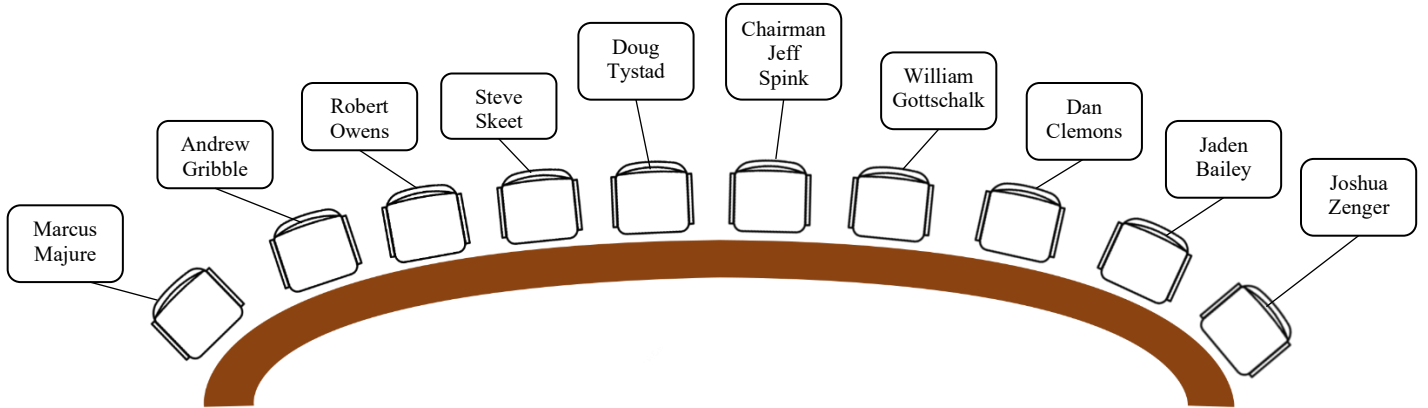 Marcus
Majure
Andrew
Gribble
Robert
Owens
Steve
Skeet
Doug
Tystad
Chairman
Jeff
Spink
William
Gottschalk
Dan
Clemons
Jaden
Bailey
Joshua
Zenger